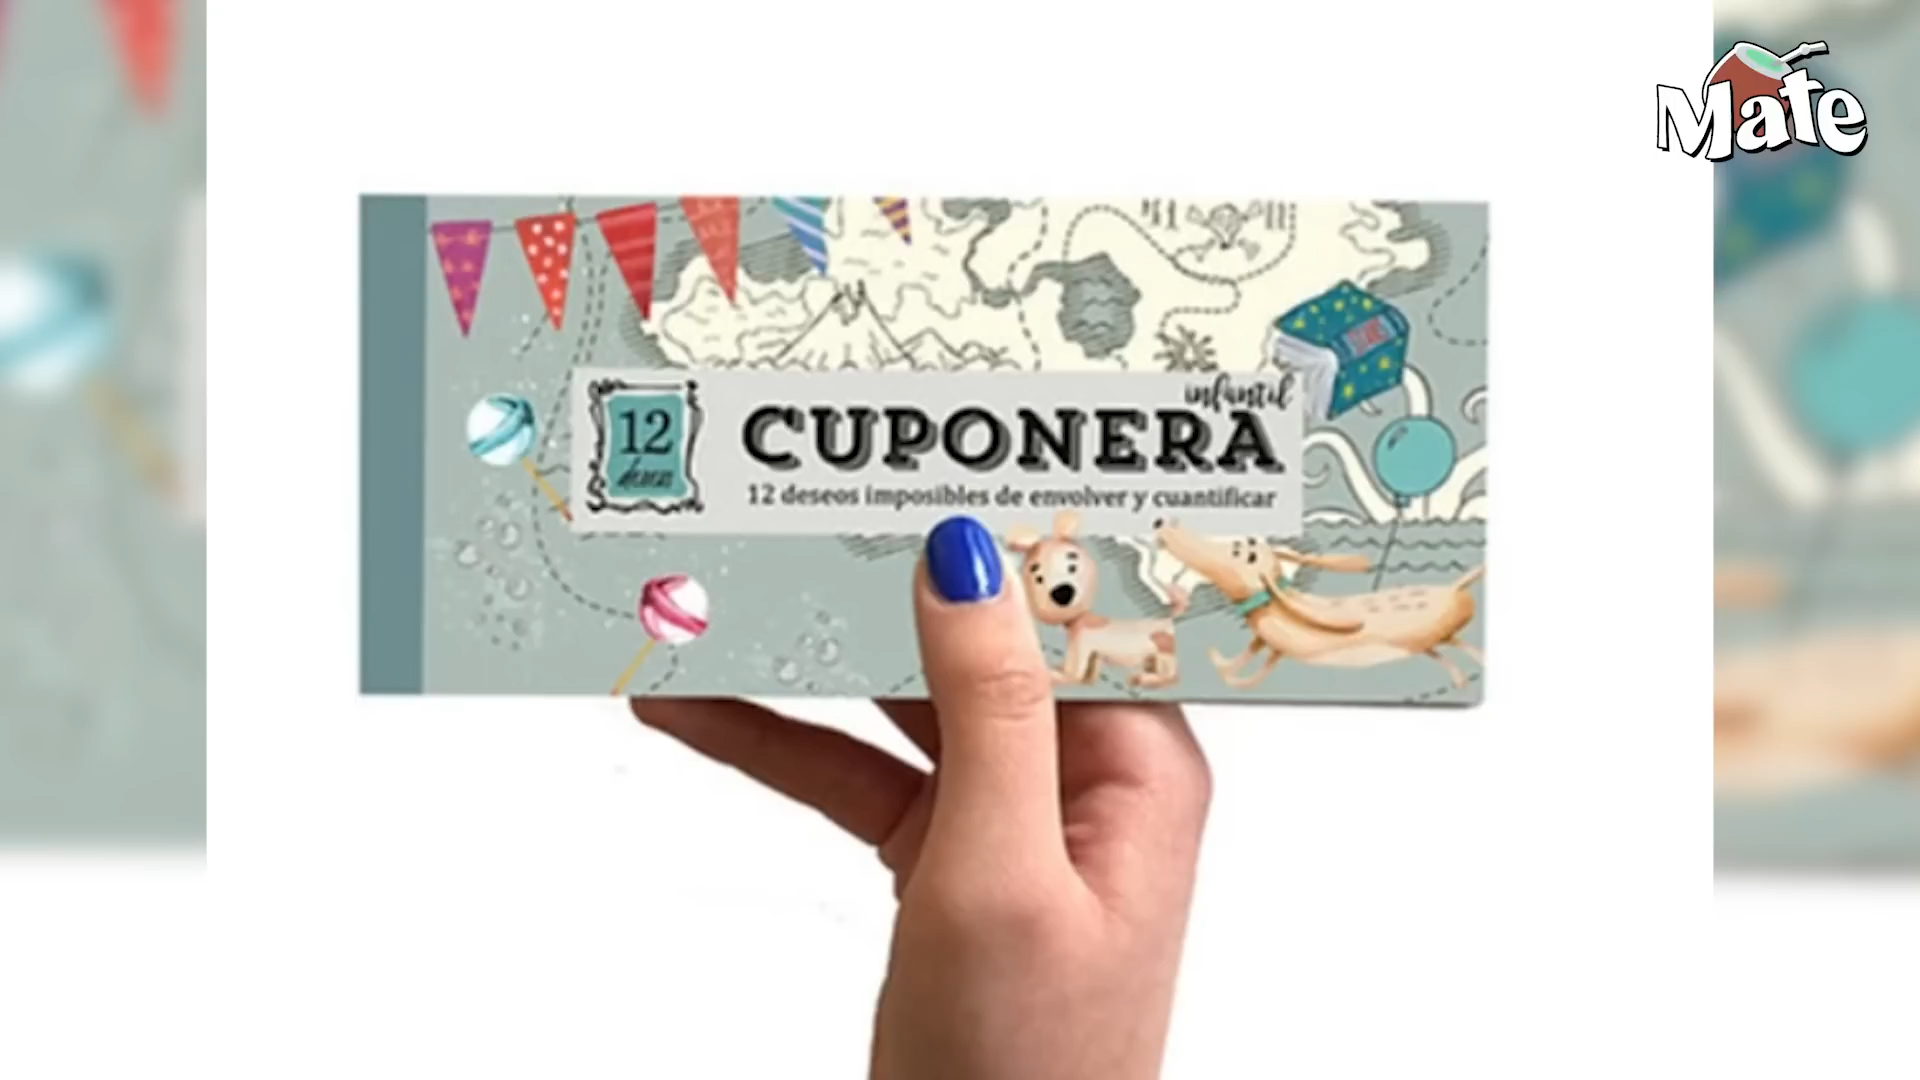 Mate
infantil
12
deseos
CUPONERA
12 deseos imposibles de envolver y cuantificar